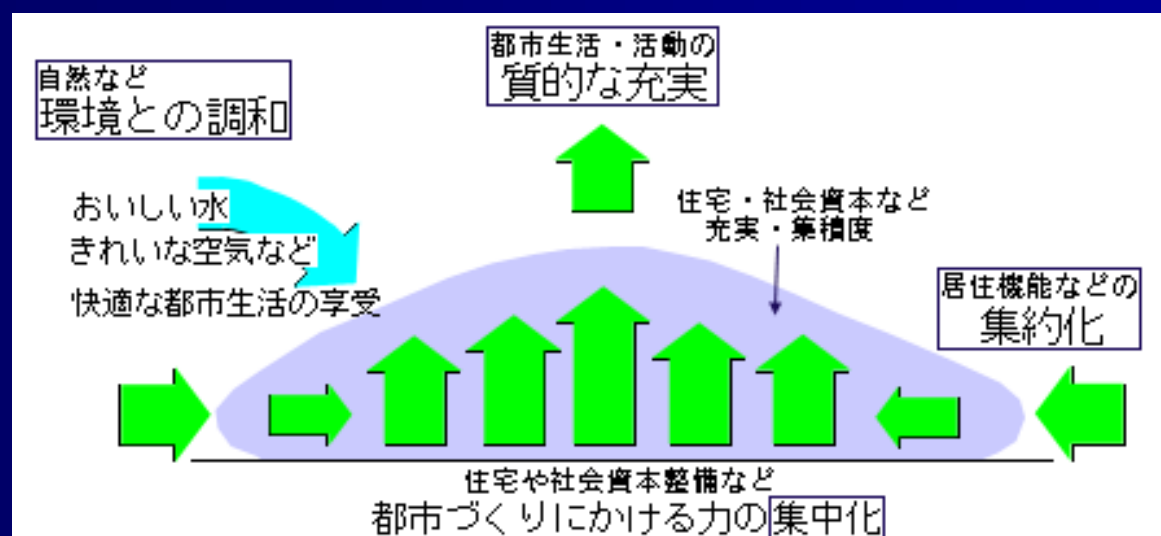 都市生活・活動の
質的な充実
自然など
環境との調和
おいしい水
きれいな空気など
快適な都市生活の享受
住宅・社会資本など
充実・集積度
居住機能などの
集約化
住宅や社会資本整備など
都市づくりにかける力の集中化